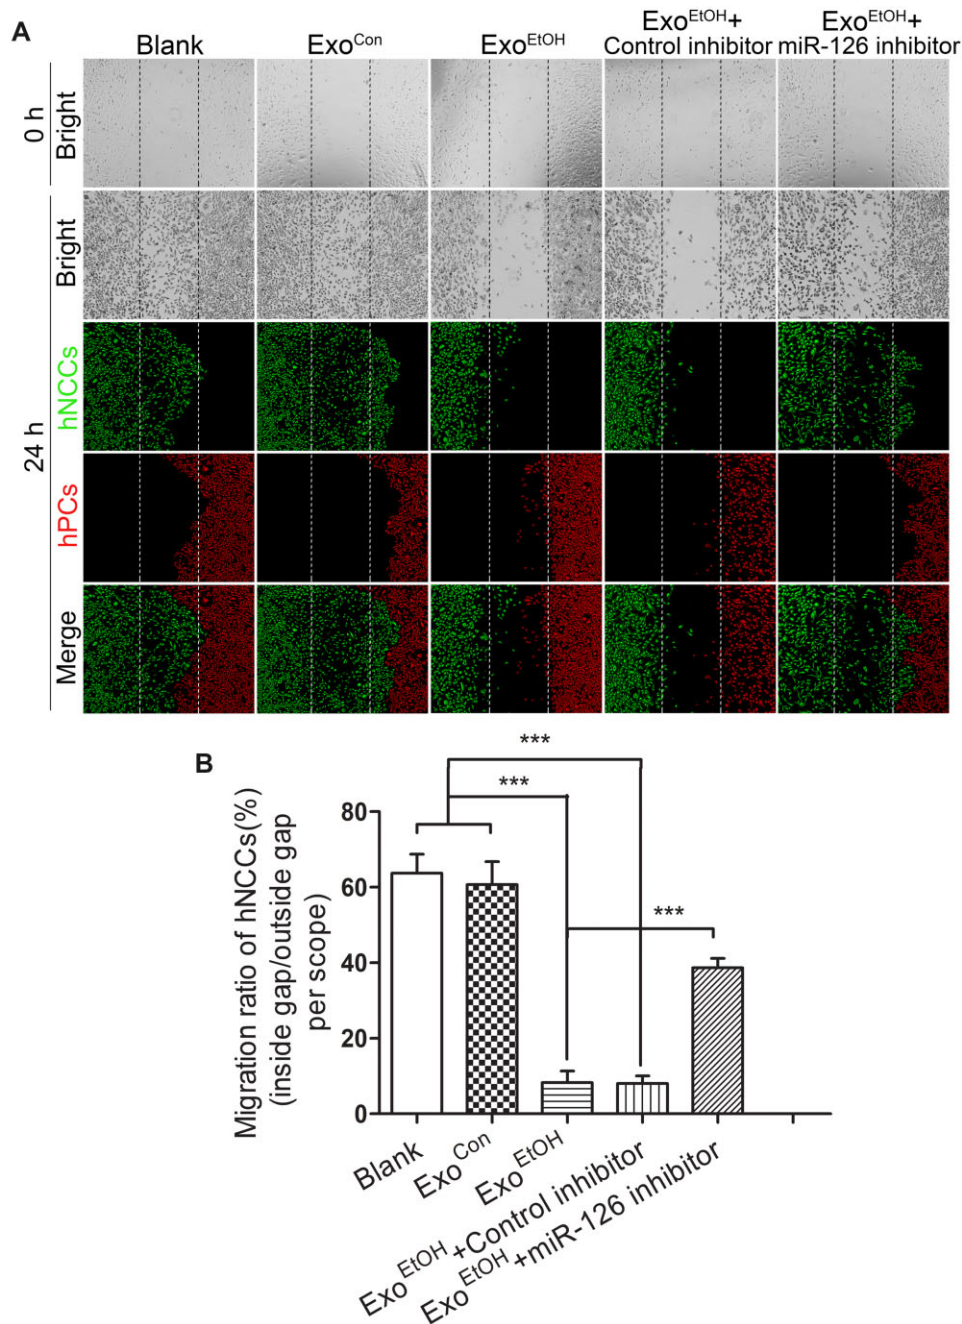 A
Blank
Exo^Con
Exo^EtOH
Exo^EtOH+
Control inhibitor
Exo^EtOH+
miR-126 inhibitor
0 h
Bright
24 h
Bright
hNCCs
hPCs
Merge
B
***
***
***
Migration ratio of hNCCs(%)
(inside gap/outside gap
per scope)
80
60
40
20
0
Blank
Exo^Con
Exo^EtOH
Exo^EtOH+Control inhibitor
Exo^EtOH+miR-126 inhibitor